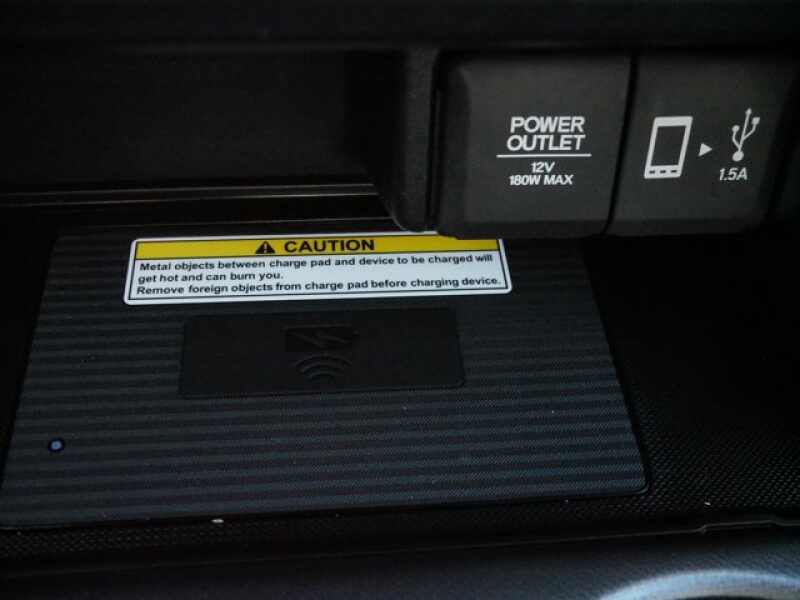 POWER
OUTLET
12V
180W MAX
1.5A
CAUTION
Metal objects between charge pad and device to be charged will
get hot and can burn you.
Remove foreign objects from charge pad before charging device.